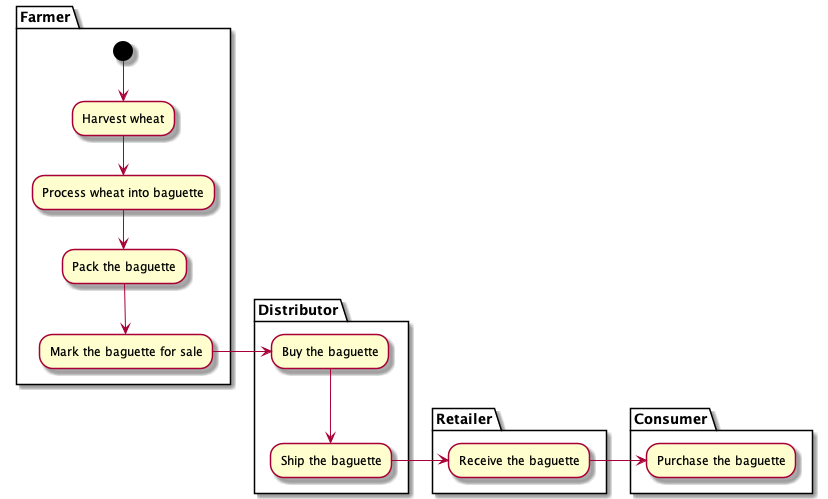 Farmer
Harvest wheat
Process wheat into baguette
Pack the baguette
Mark the baguette for sale
Distributor
Buy the baguette
Ship the baguette
Retailer
Receive the baguette
Consumer
Purchase the baguette